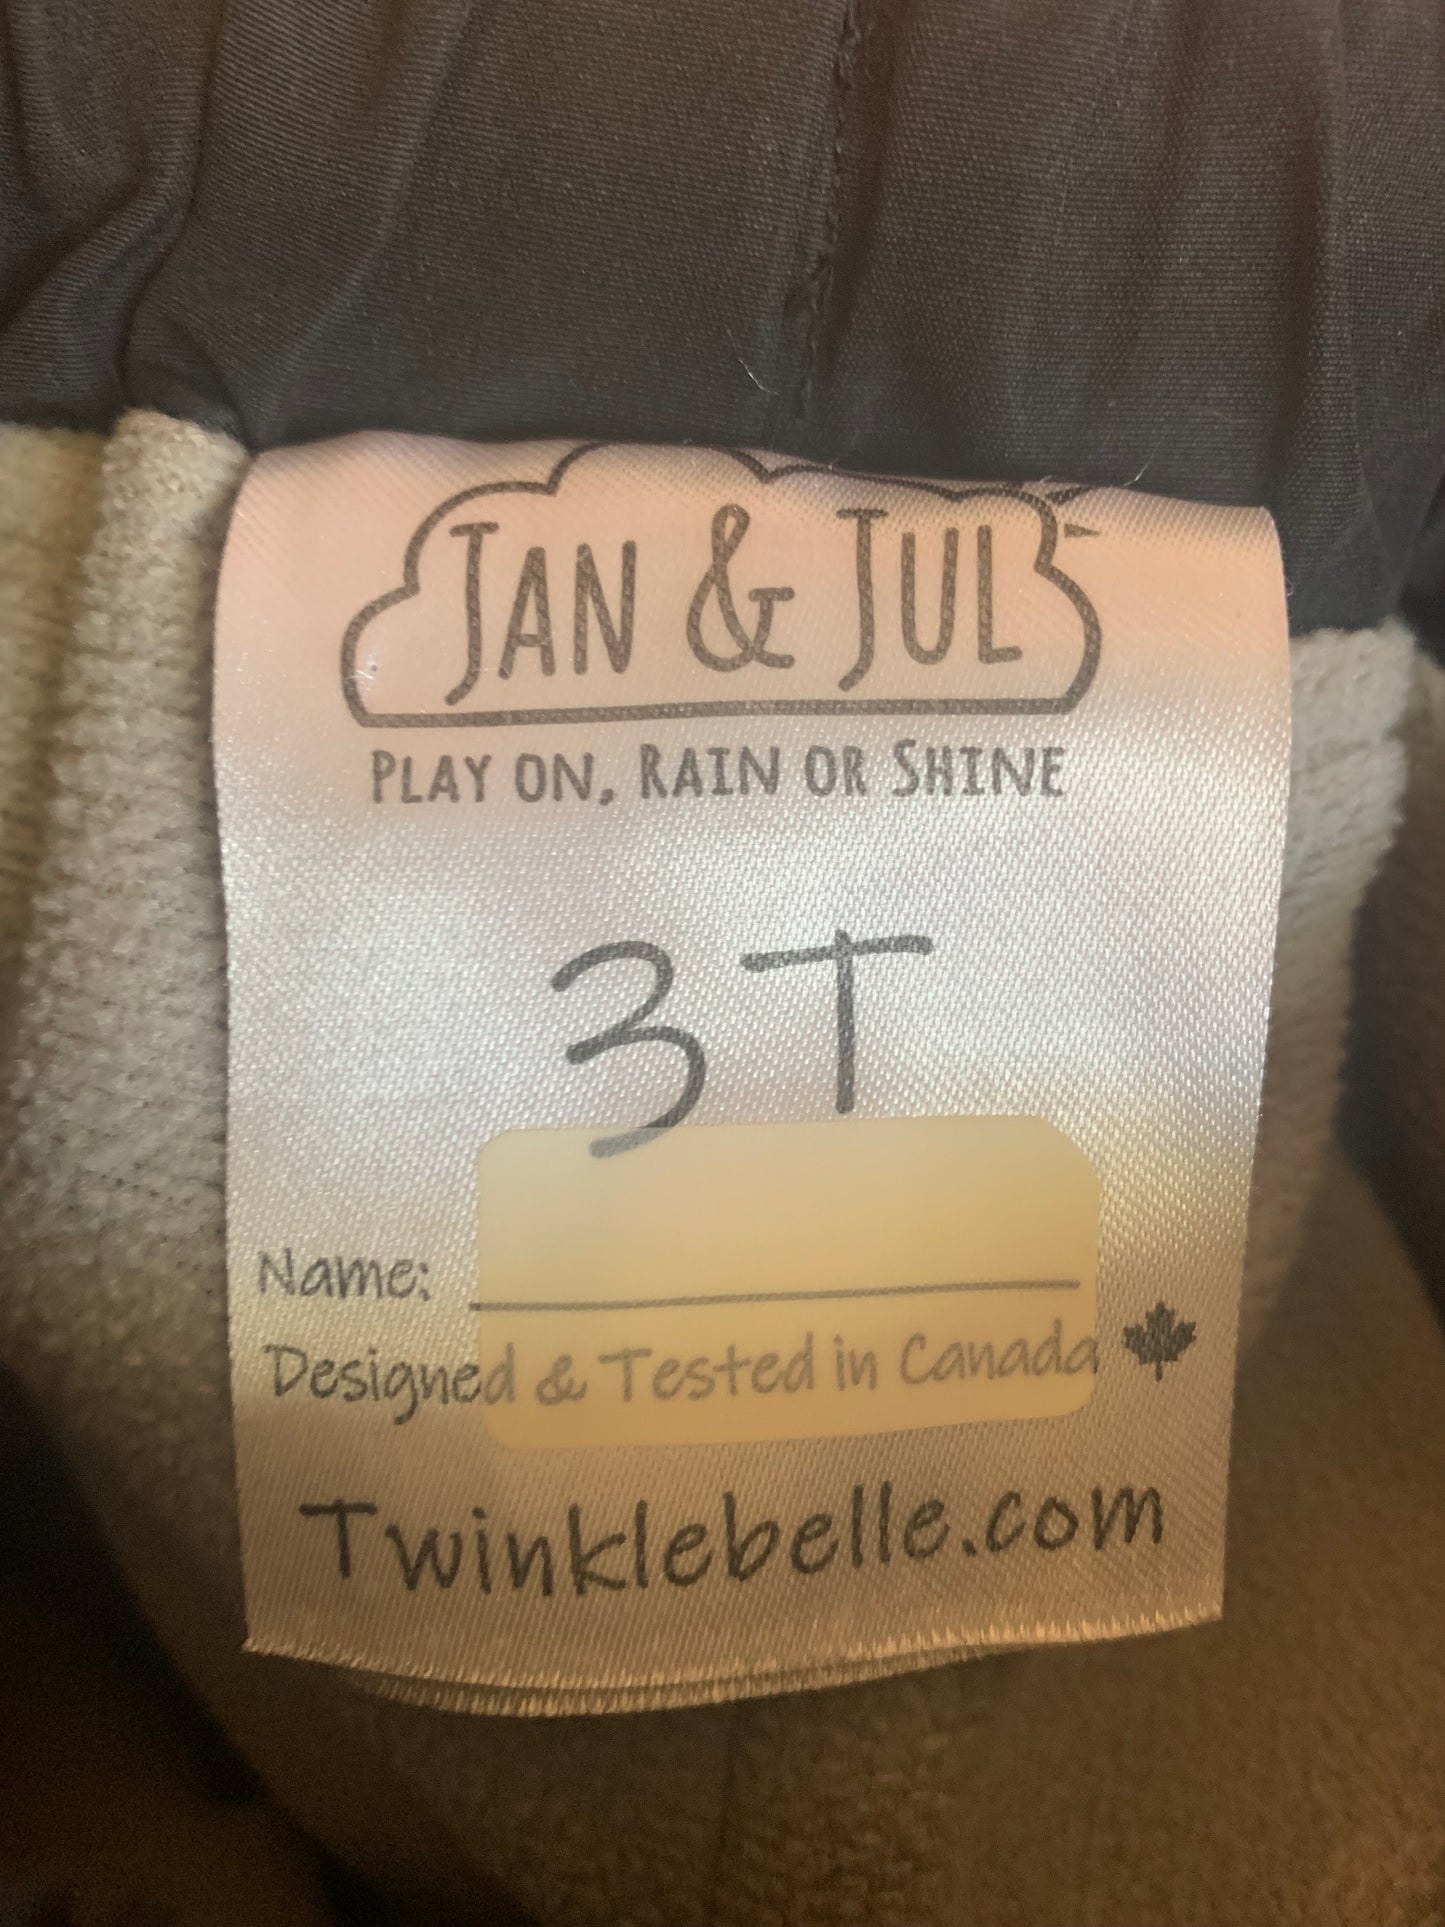 JAN & JUL
PLAY ON, RAIN OR SHINE
3T
Name:
Designed & Tested in Canada
Twinklebelle.com